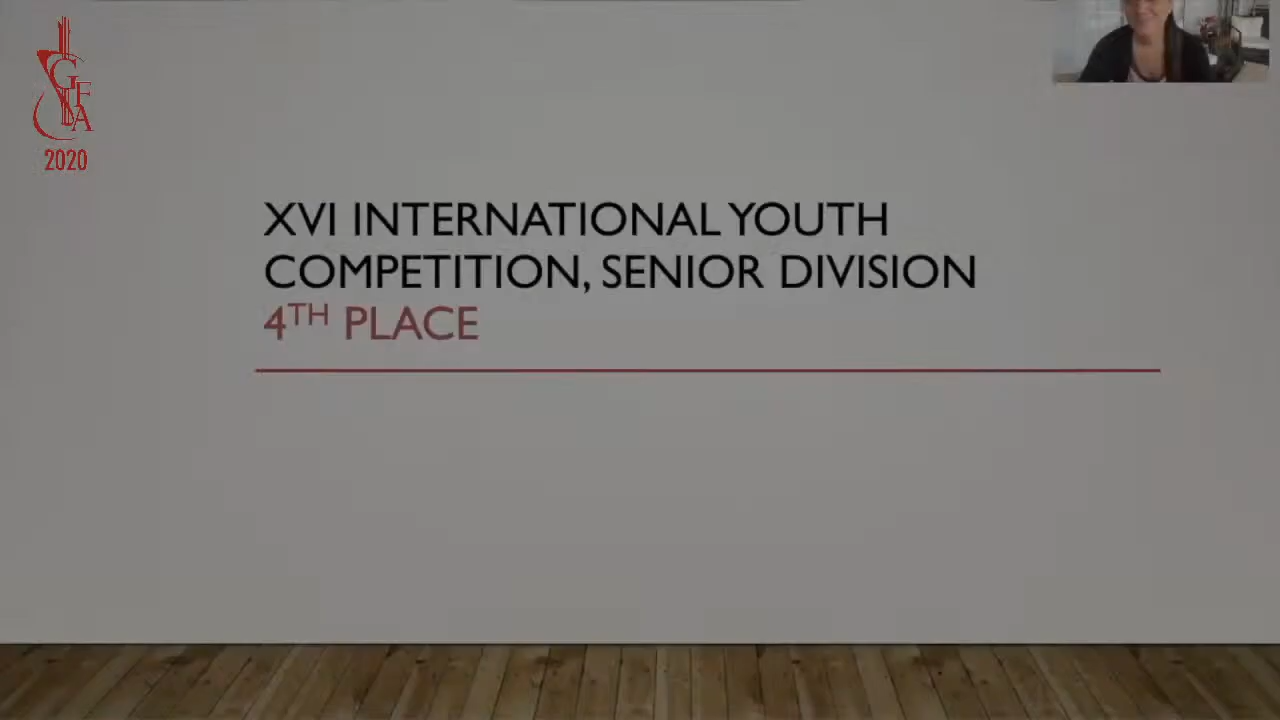 GFA
2020
XVI INTERNATIONAL YOUTH
COMPETITION, SENIOR DIVISION
4TH PLACE